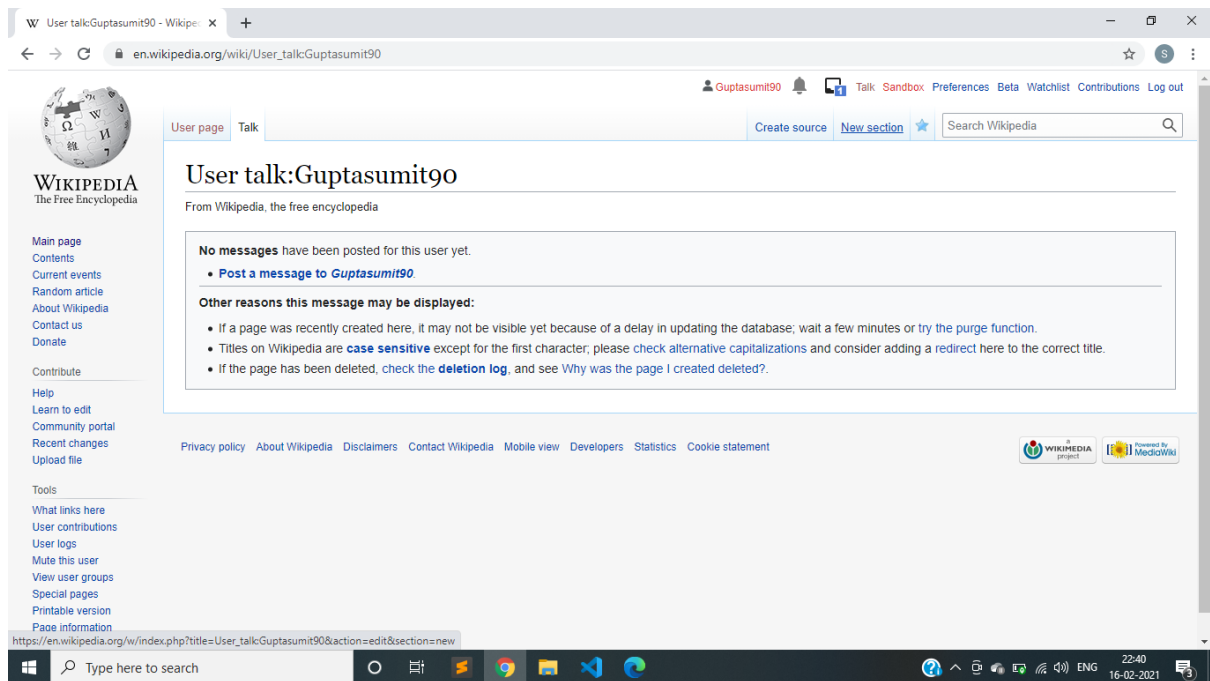 W User talk:Guptasumit90 - Wikipe
en.wikipedia.org/wiki/User_talk:Guptasumit90
S
Guptasumit90 1 Talk Sandbox Preferences Beta Watchlist Contributions Log out
User page Talk Create source New section Search Wikipedia
WIKIPEDIA
The Free Encyclopedia
User talk:Guptasumit90
From Wikipedia, the free encyclopedia
No messages have been posted for this user yet.
• Post a message to Guptasumit90.
Other reasons this message may be displayed:
• If a page was recently created here, it may not be visible yet because of a delay in updating the database; wait a few minutes or try the purge function.
• Titles on Wikipedia are case sensitive except for the first character; please check alternative capitalizations and consider adding a redirect here to the correct title.
• If the page has been deleted, check the deletion log, and see Why was the page I created deleted?.
Main page
Contents
Current events
Random article
About Wikipedia
Contact us
Donate
Contribute
Help
Learn to edit
Community portal
Recent changes
Upload file
Tools
What links here
User contributions
User logs
Mute this user
View user groups
Special pages
Printable version
Page information
Privacy policy About Wikipedia Disclaimers Contact Wikipedia Mobile view Developers Statistics Cookie statement
a WIKIMEDIA project
Powered By MediaWiki
https://en.wikipedia.org/w/index.php?title=User_talk:Guptasumit90&action=edit&section=new
Type here to search
ENG
22:40
16-02-2021
3